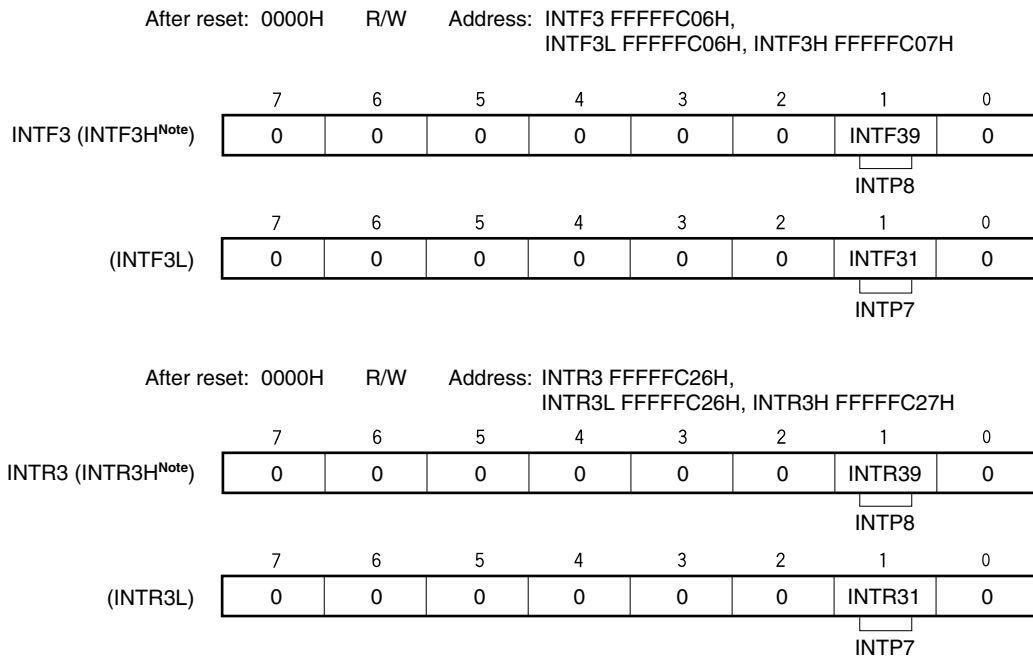 After reset: 0000H R/W Address: INTF3 FFFFFC06H,
INTF3L FFFFFC06H, INTF3H FFFFFC07H
7 6 5 4 3 2 1 0
INTF3 (INTF3HNote) 0 0 0 0 0 0 INTF39 0
INTP8
7 6 5 4 3 2 1 0
(INTF3L) 0 0 0 0 0 0 INTF31 0
INTP7
After reset: 0000H R/W Address: INTR3 FFFFFC26H,
INTR3L FFFFFC26H, INTR3H FFFFFC27H
7 6 5 4 3 2 1 0
INTR3 (INTR3HNote) 0 0 0 0 0 0 INTR39 0
INTP8
7 6 5 4 3 2 1 0
(INTR3L) 0 0 0 0 0 0 INTR31 0
INTP7